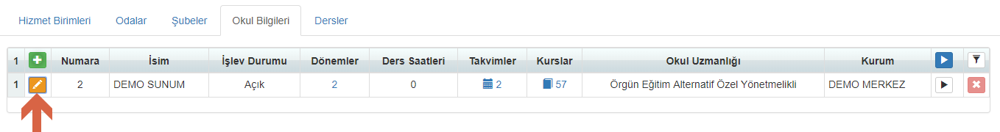 Hizmet Birimleri Odalar Şubeler Okul Bilgileri Dersler
1 Numara İsim İşlev Durumu Dönemler Ders Saatleri Takvimler Kurslar Okul Uzmanlığı Kurum
1 2 DEMO SUNUM Açık 2 0 2 57 Örgün Eğitim Alternatif Özel Yönetmelikli DEMO MERKEZ